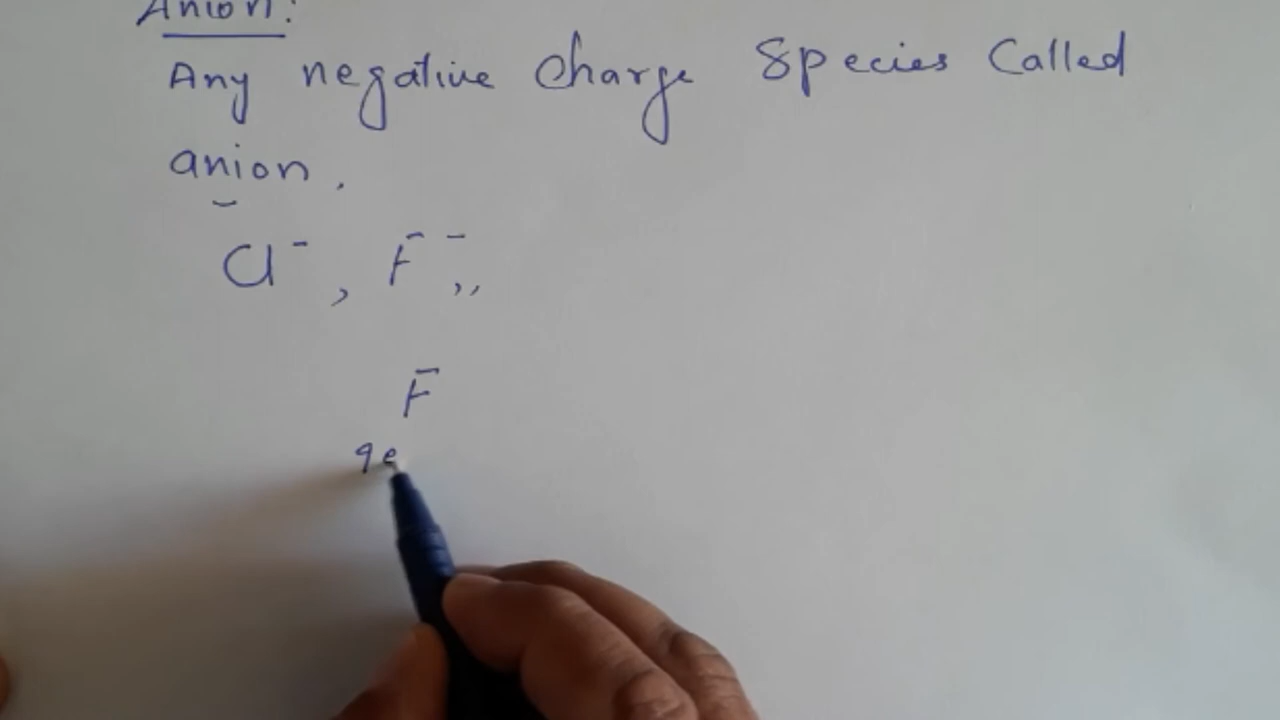 Anion:
Any negative charge species called
anion.
Cl⁻, F⁻,,
F
9e